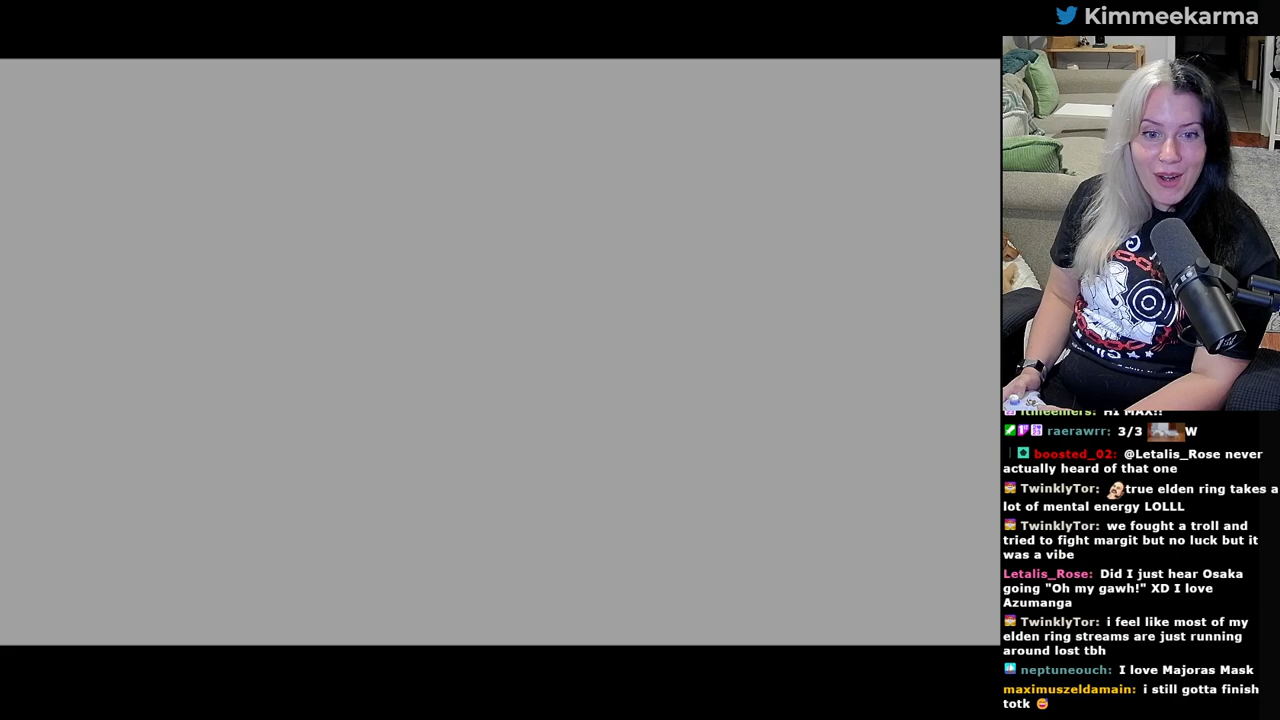 Kimmeekarma
HI MAX!!
raerawrr: 3/3 W
boosted_02: @Letalis_Rose never
actually heard of that one
TwinklyTor: true elden ring takes a
lot of mental energy LOLLL
TwinklyTor: we fought a troll and
tried to fight margit but no luck but it
was a vibe
Letalis_Rose: Did I just hear Osaka
going "Oh my gawh!" XD I love
Azumanga
TwinklyTor: i feel like most of my
elden ring streams are just running
around lost tbh
neptuneouch: I love Majoras Mask
maximuszeldamain: i still gotta finish
totk